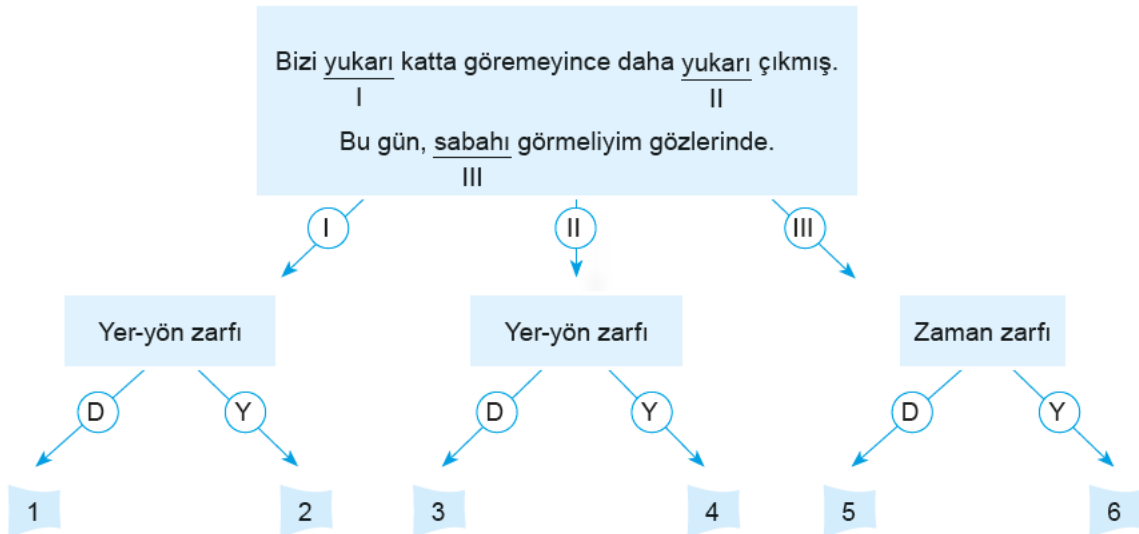 Bizi yukarı katta göremeyince daha yukarı çıkmış.
I II
Bu gün, sabahı görmeliyim gözlerinde.
III
I II III
Yer-yön zarfı Yer-yön zarfı Zaman zarfı
D Y D Y D Y
1 2 3 4 5 6